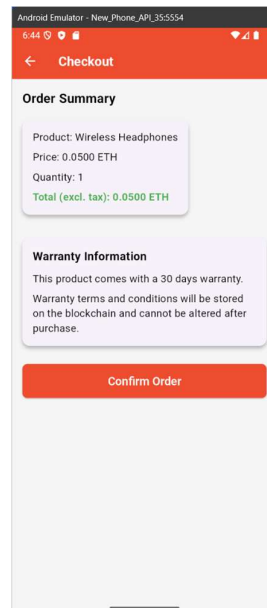 Android Emulator - New_Phone_API_35:5554
6:44
Checkout
Order Summary
Product: Wireless Headphones
Price: 0.0500 ETH
Quantity: 1
Total (excl. tax): 0.0500 ETH
Warranty Information
This product comes with a 30 days warranty.
Warranty terms and conditions will be stored
on the blockchain and cannot be altered after
purchase.
Confirm Order